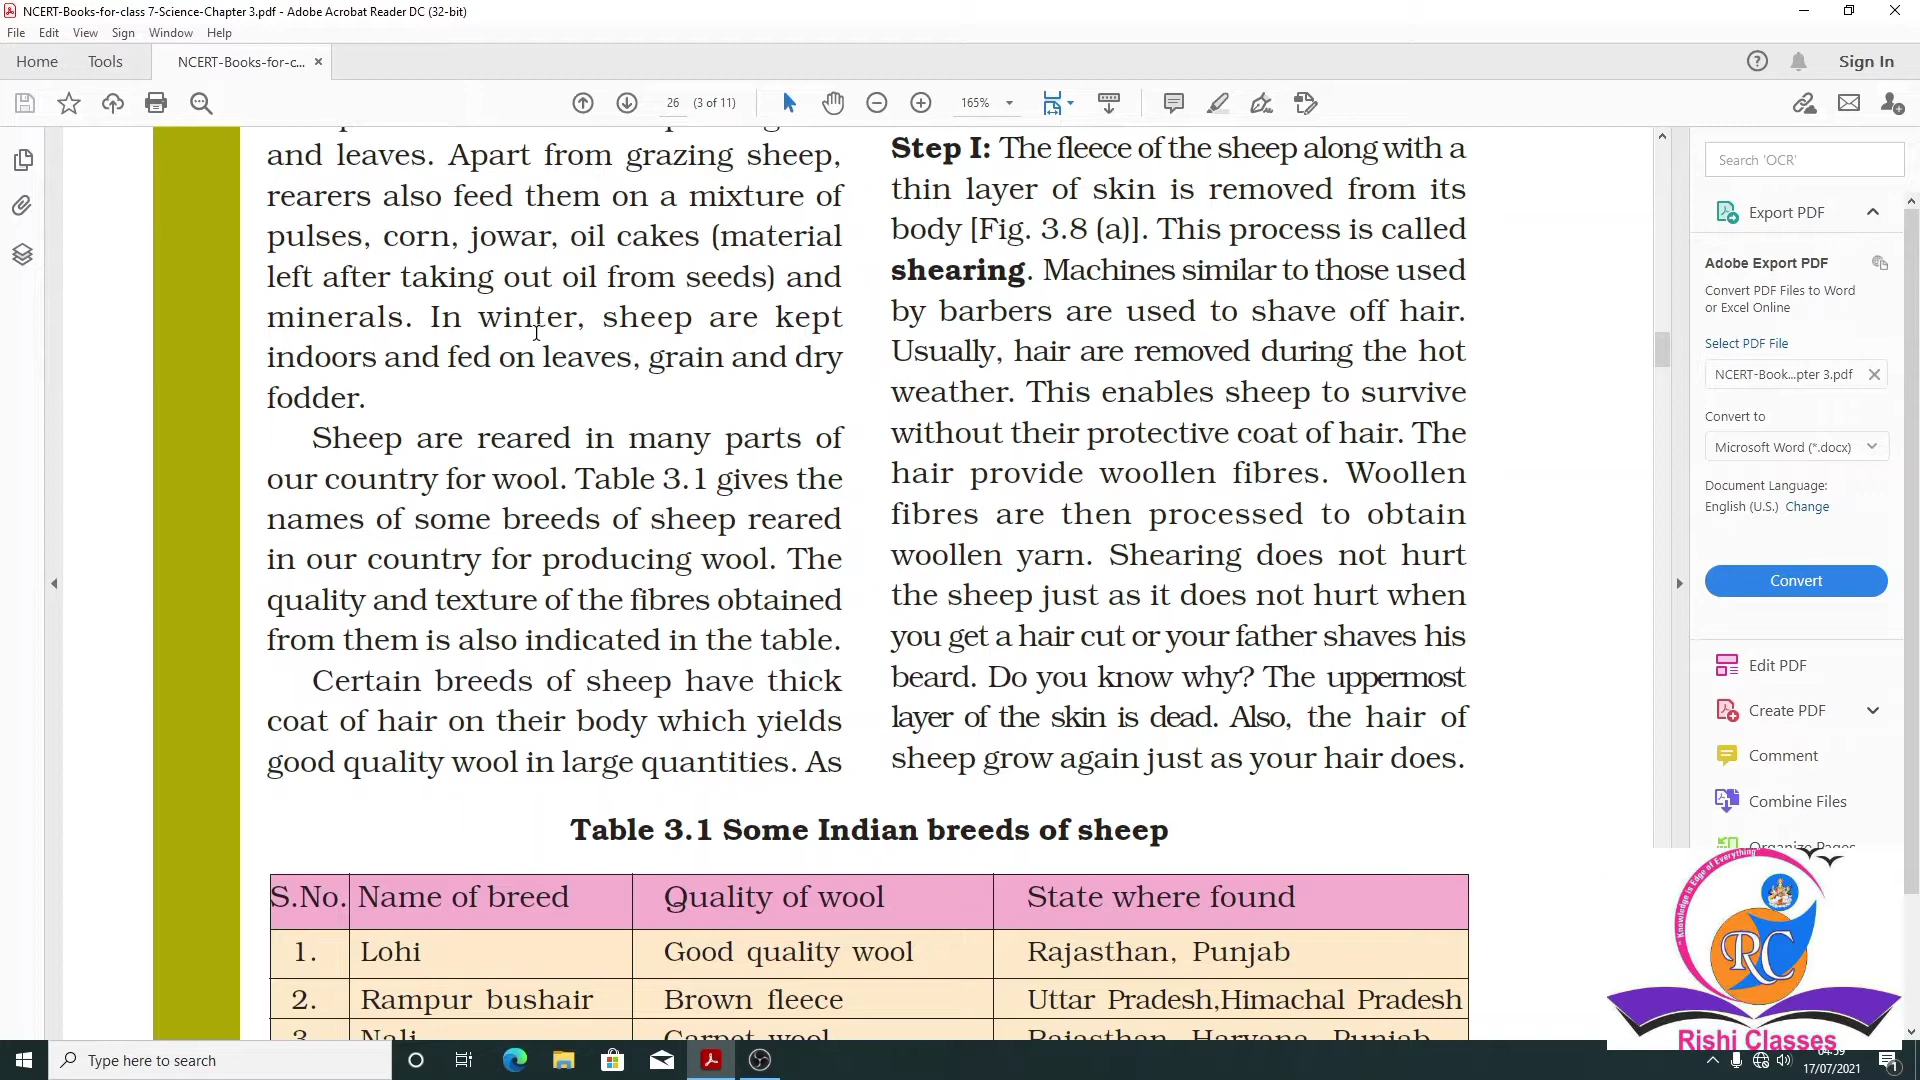 NCERT-Books-for-class 7-Science-Chapter 3.pdf - Adobe Acrobat Reader DC (32-bit)
File Edit View Sign Window Help
Home Tools NCERT-Books-for-c... × Sign In
26 (3 of 11) 165%
and leaves. Apart from grazing sheep,
rearers also feed them on a mixture of
pulses, corn, jowar, oil cakes (material
left after taking out oil from seeds) and
minerals. In winter, sheep are kept
indoors and fed on leaves, grain and dry
fodder.
Sheep are reared in many parts of
our country for wool. Table 3.1 gives the
names of some breeds of sheep reared
in our country for producing wool. The
quality and texture of the fibres obtained
from them is also indicated in the table.
Certain breeds of sheep have thick
coat of hair on their body which yields
good quality wool in large quantities. As
Step I: The fleece of the sheep along with a
thin layer of skin is removed from its
body [Fig. 3.8 (a)]. This process is called
shearing. Machines similar to those used
by barbers are used to shave off hair.
Usually, hair are removed during the hot
weather. This enables sheep to survive
without their protective coat of hair. The
hair provide woollen fibres. Woollen
fibres are then processed to obtain
woollen yarn. Shearing does not hurt
the sheep just as it does not hurt when
you get a hair cut or your father shaves his
beard. Do you know why? The uppermost
layer of the skin is dead. Also, the hair of
sheep grow again just as your hair does.
Table 3.1 Some Indian breeds of sheep
S.No. Name of breed Quality of wool State where found
1. Lohi Good quality wool Rajasthan, Punjab
2. Rampur bushair Brown fleece Uttar Pradesh,Himachal Pradesh
3. Nali Carpet wool Rajasthan, Haryana, Punjab
Search 'OCR'
Export PDF
Adobe Export PDF
Convert PDF Files to Word
or Excel Online
Select PDF File
NCERT-Book...pter 3.pdf
Convert to
Microsoft Word (*.docx)
Document Language:
English (U.S.) Change
Convert
Edit PDF
Create PDF
Comment
Combine Files
Organize Pages
"Knowledge is Edge of Everything"
RC
Rishi Classes
Type here to search
04:59
17/07/2021
1